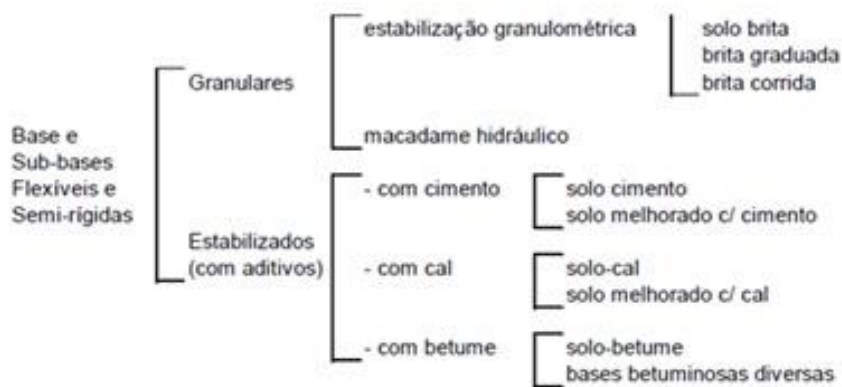 Base e
Sub-bases
Flexíveis e
Semi-rígidas
Granulares
estabilização granulométrica
solo brita
brita graduada
brita corrida
macadame hidráulico
Estabilizados
(com aditivos)
- com cimento
solo cimento
solo melhorado c/ cimento
- com cal
solo-cal
solo melhorado c/ cal
- com betume
solo-betume
bases betuminosas diversas